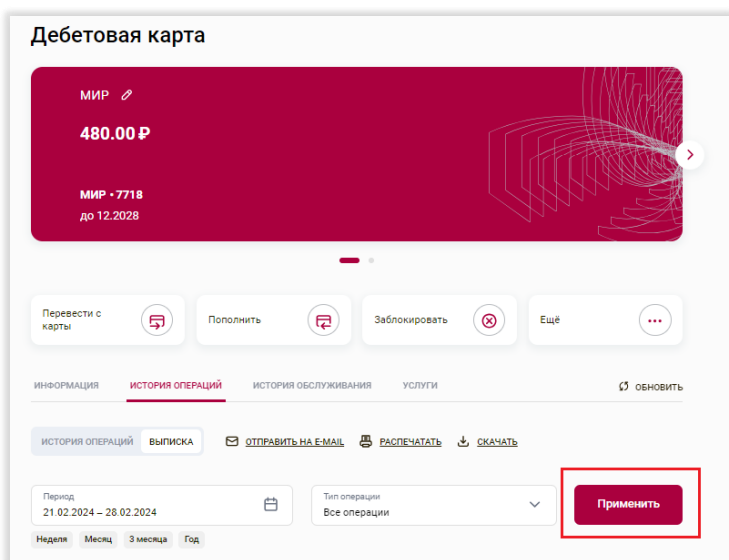 Дебетовая карта
МИР
480.00 ₽
МИР • 7718
до 12.2028
Перевести с карты
Пополнить
Заблокировать
Ещё
ИНФОРМАЦИЯ ИСТОРИЯ ОПЕРАЦИЙ ИСТОРИЯ ОБСЛУЖИВАНИЯ УСЛУГИ ОБНОВИТЬ
ИСТОРИЯ ОПЕРАЦИЙ ВЫПИСКА ОТПРАВИТЬ НА E-MAIL РАСПЕЧАТАТЬ СКАЧАТЬ
Период
21.02.2024 – 28.02.2024
Тип операции
Все операции
Применить
Неделя Месяц 3 месяца Год